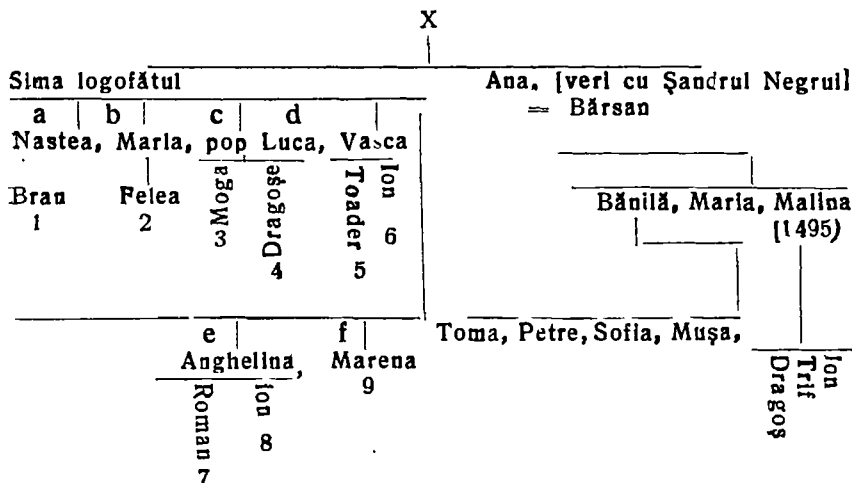 X
Sima logofătul
Ana, [veri cu Şandrul Negrul]
= Bărsan
a b c d
Nastea, Maria, pop Luca, Vasca
Bran
1
Felea
2
Moga
3
Dragoşe
4
Toader
5
Ion
6
Bănilă, Maria, Malina
[1495)
e f
Anghelina, Marena
9
Roman
7
Ion
8
Toma, Petre, Sofia, Muşa,
Ion
Trif
Dragoş